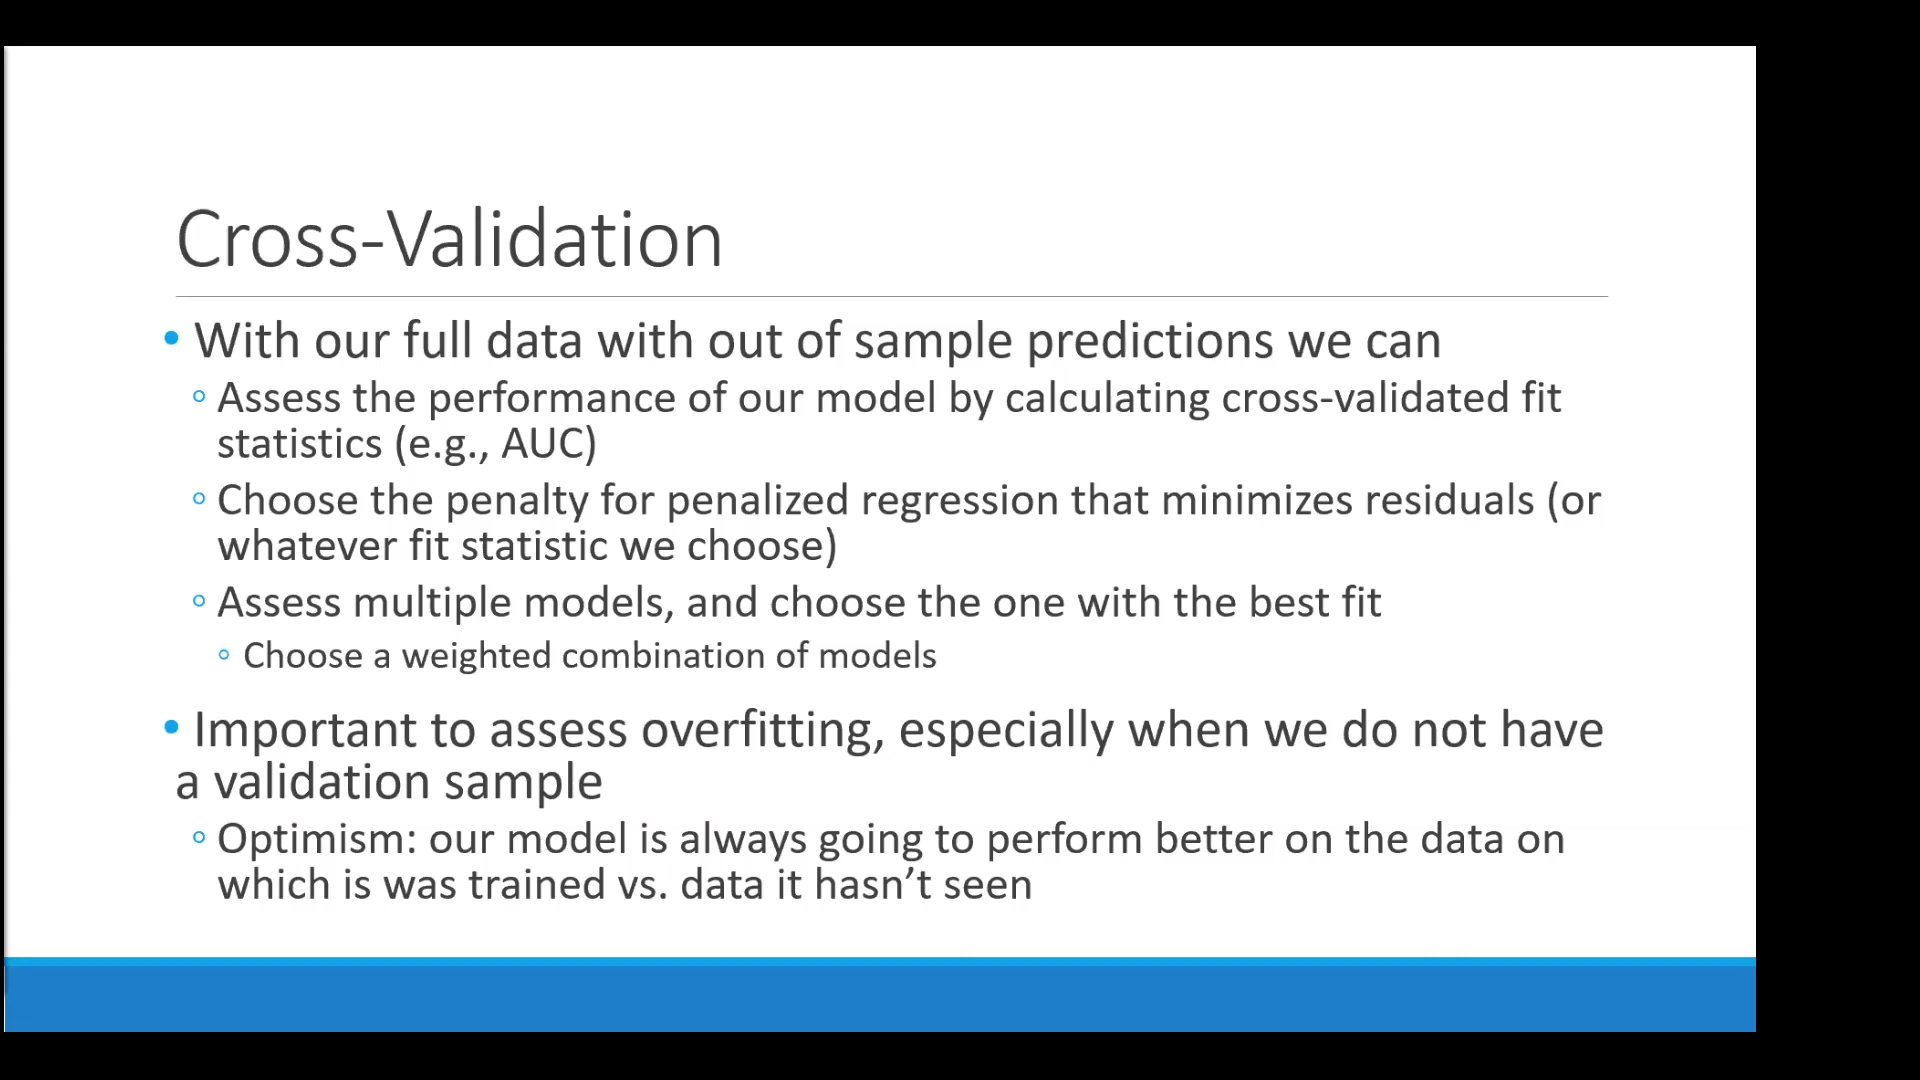 Cross-Validation
• With our full data with out of sample predictions we can
◦ Assess the performance of our model by calculating cross-validated fit
statistics (e.g., AUC)
◦ Choose the penalty for penalized regression that minimizes residuals (or
whatever fit statistic we choose)
◦ Assess multiple models, and choose the one with the best fit
◦ Choose a weighted combination of models
• Important to assess overfitting, especially when we do not have
a validation sample
◦ Optimism: our model is always going to perform better on the data on
which is was trained vs. data it hasn’t seen